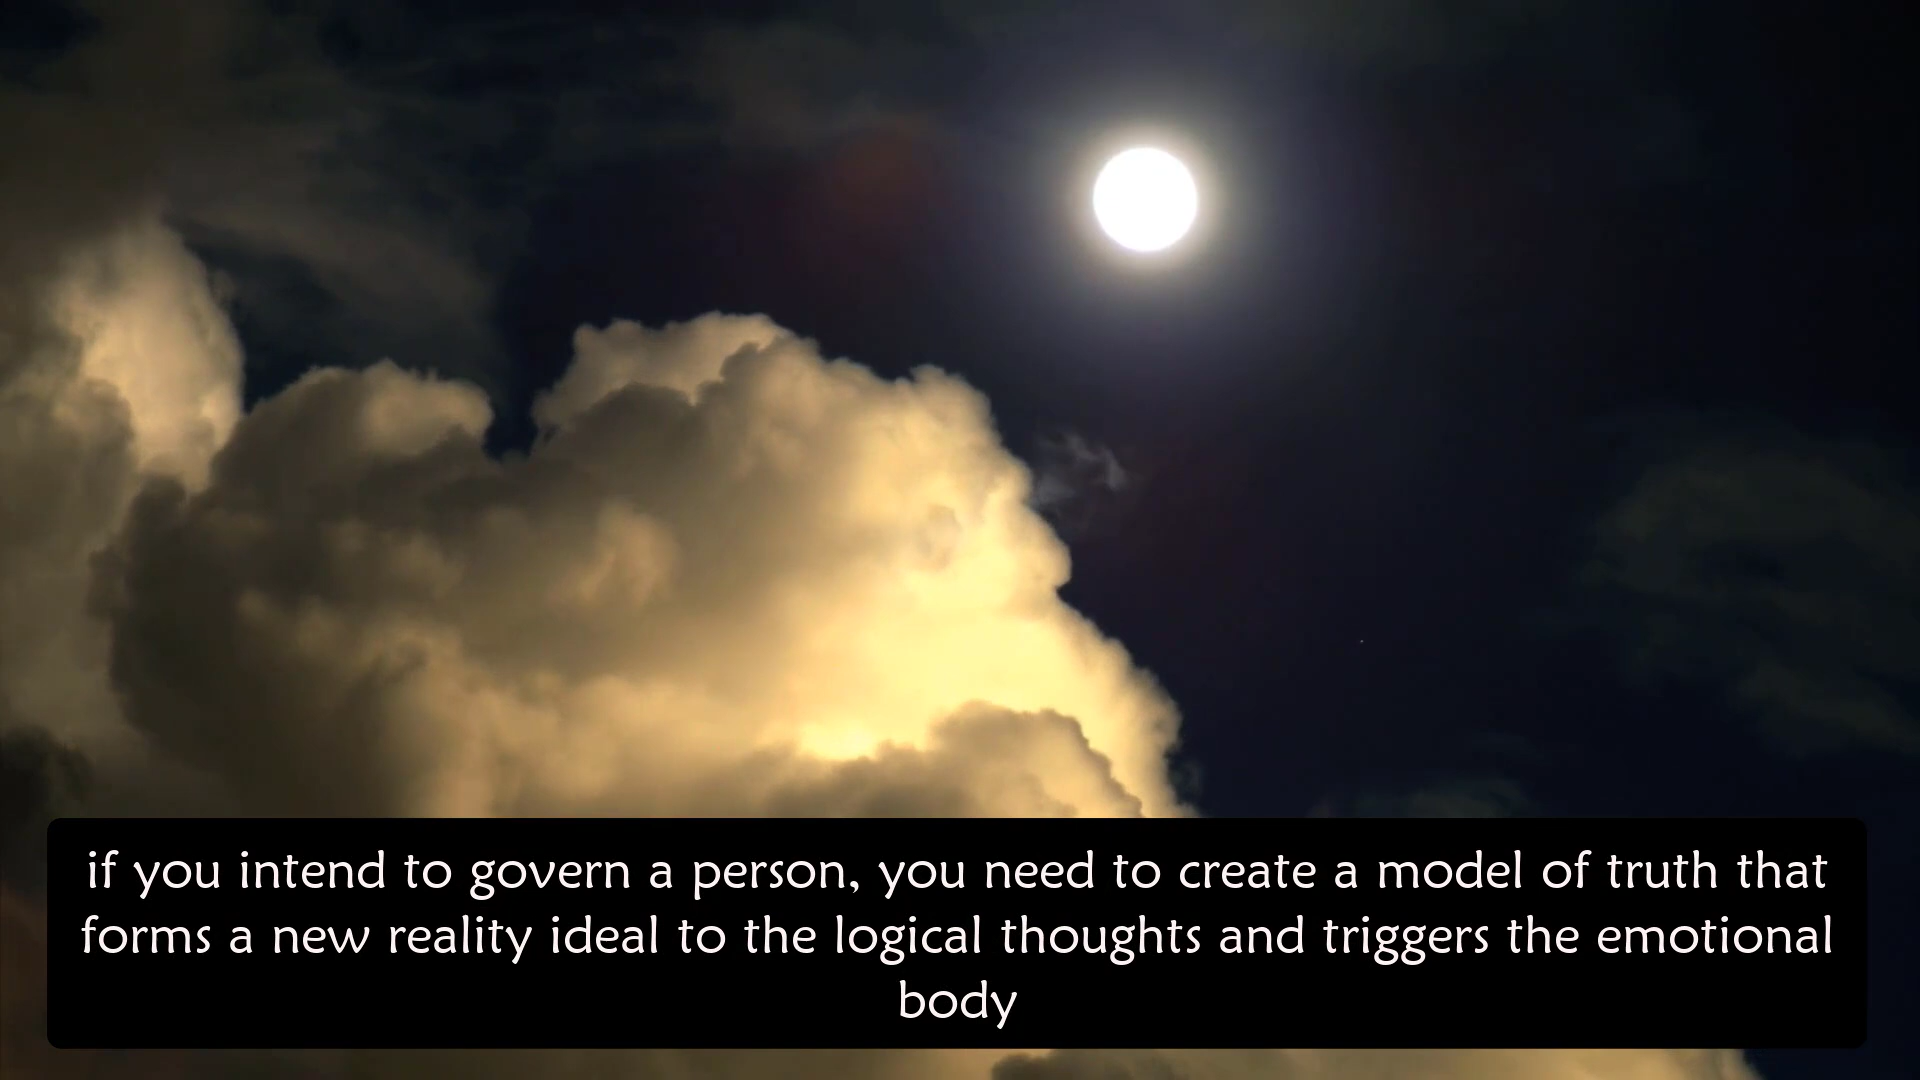 if you intend to govern a person, you need to create a model of truth that
forms a new reality ideal to the logical thoughts and triggers the emotional
body